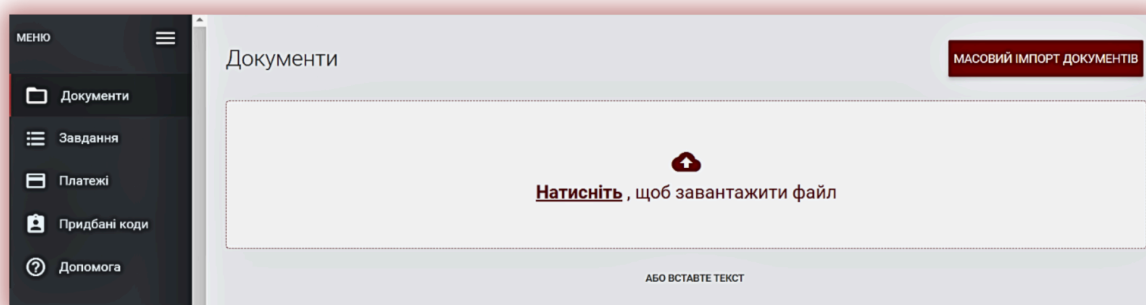 МЕНЮ
Документи
Завдання
Платежі
Придбані коди
Допомога
Документи
МАСОВИЙ ІМПОРТ ДОКУМЕНТІВ
Натисніть , щоб завантажити файл
АБО ВСТАВТЕ ТЕКСТ